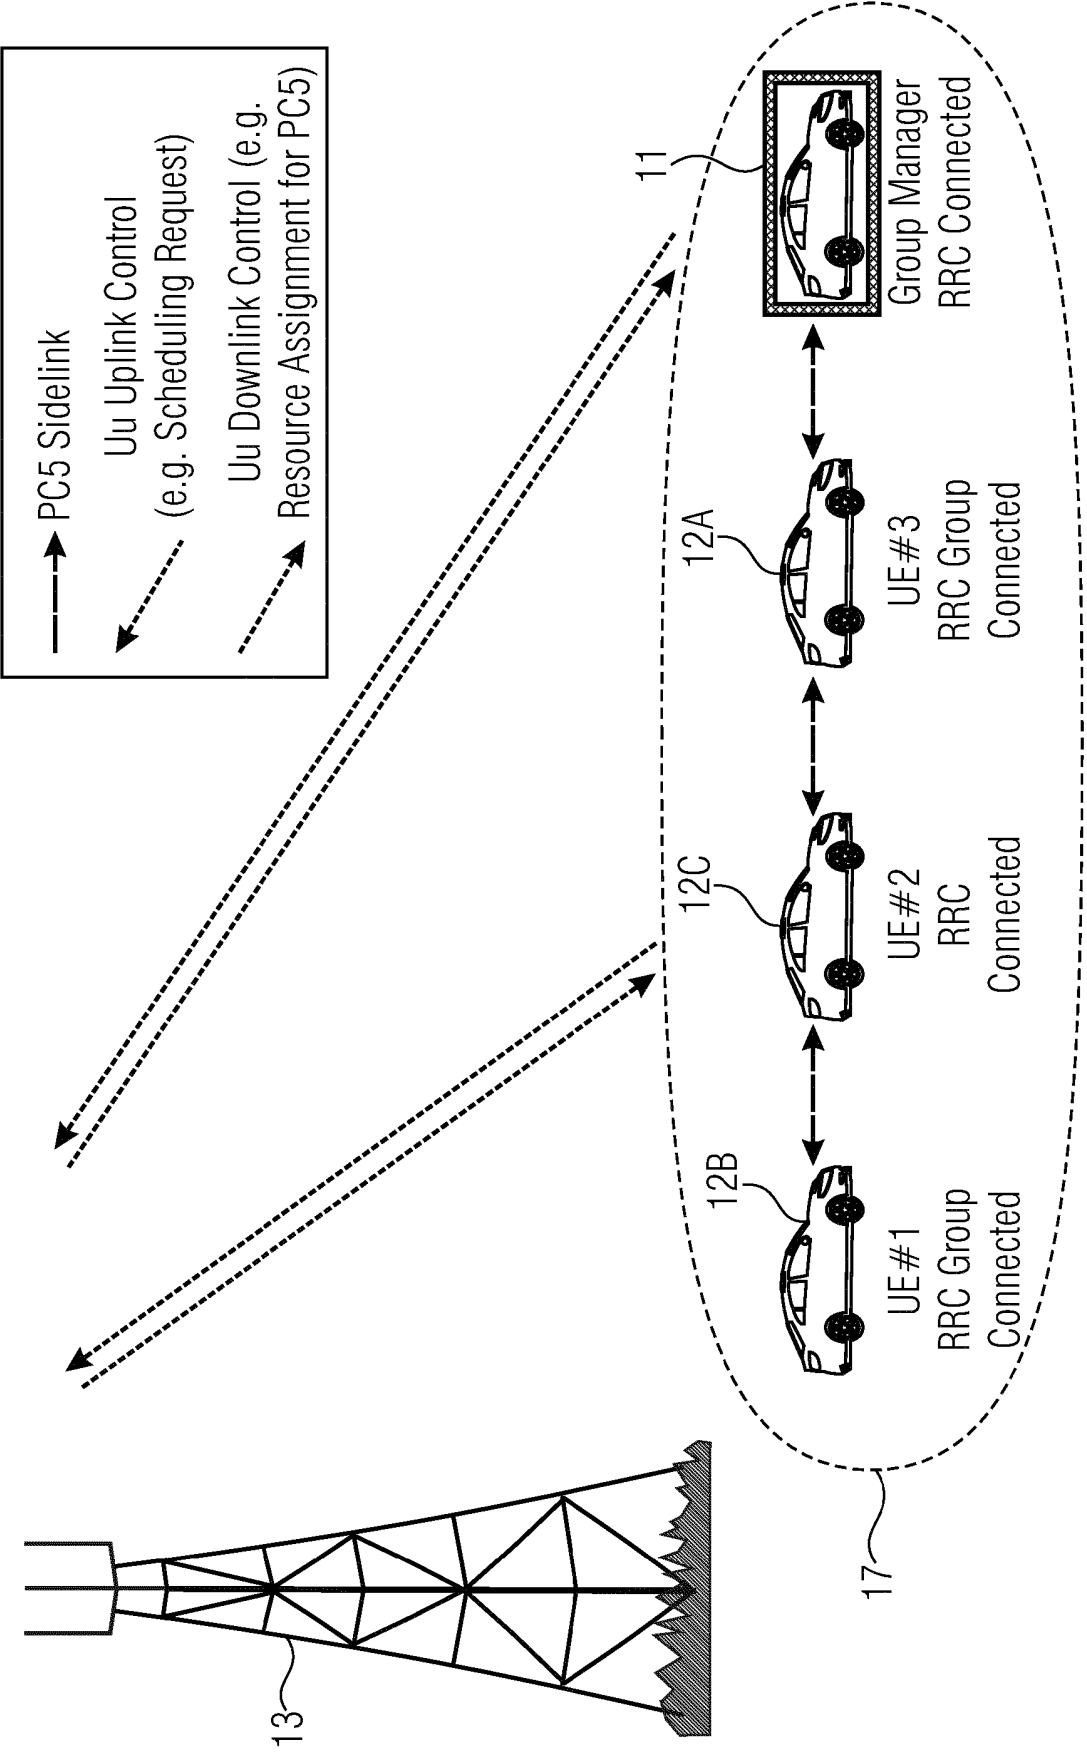 PC5 Sidelink
Uu Uplink Control
(e.g. Scheduling Request)
Uu Downlink Control (e.g.
Resource Assignment for PC5)
13
17
12B
12C
12A
11
UE#1
RRC Group
Connected
UE#2
RRC
Connected
UE#3
RRC Group
Connected
Group Manager
RRC Connected